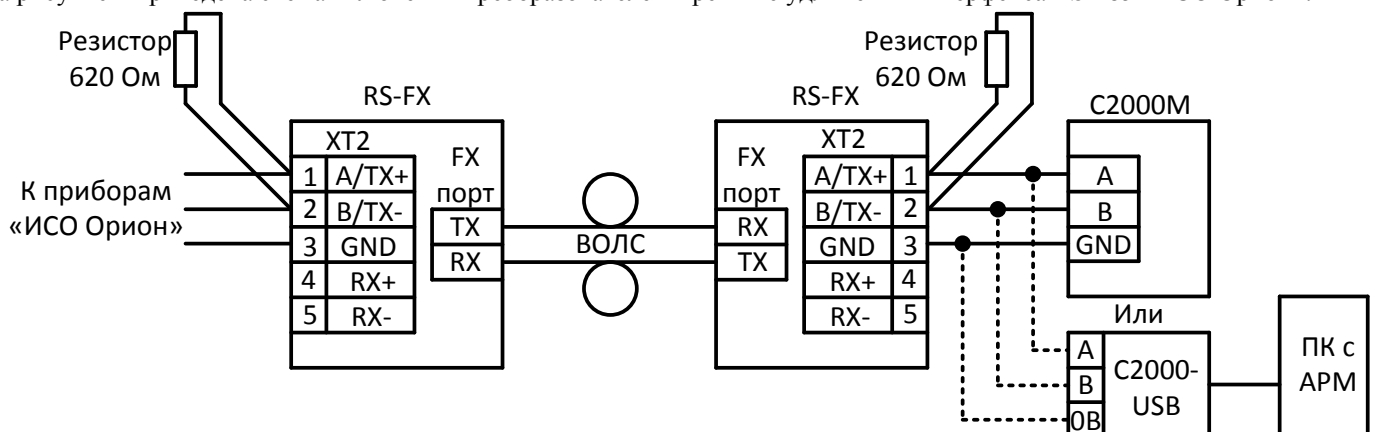 Резистор
620 Ом
К приборам
«ИСО Орион»
RS-FX
XT2
1 A/TX+
2 B/TX-
3 GND
4 RX+
5 RX-
FX
порт
TX
RX
ВОЛС
RS-FX
FX
порт
RX
TX
XT2
A/TX+ 1
B/TX- 2
GND 3
RX+ 4
RX- 5
Резистор
620 Ом
С2000М
A
B
GND
Или
A
B
0В
С2000-
USB
ПК с
АРМ